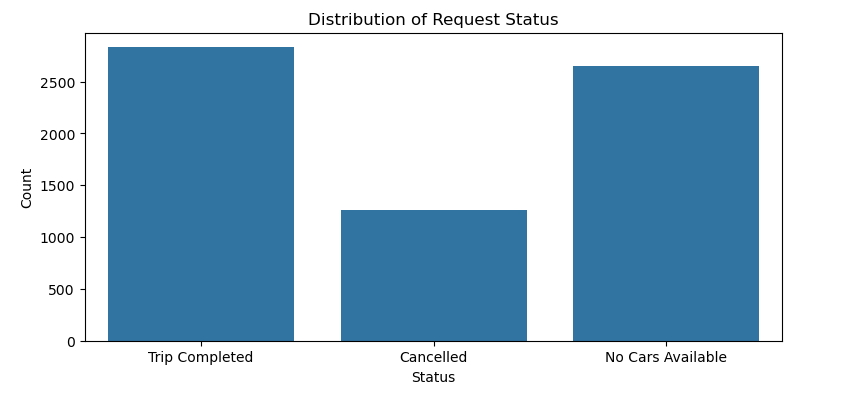 Distribution of Request Status
2500
2000
1500
1000
500
0
Count
Trip Completed
Cancelled
No Cars Available
Status